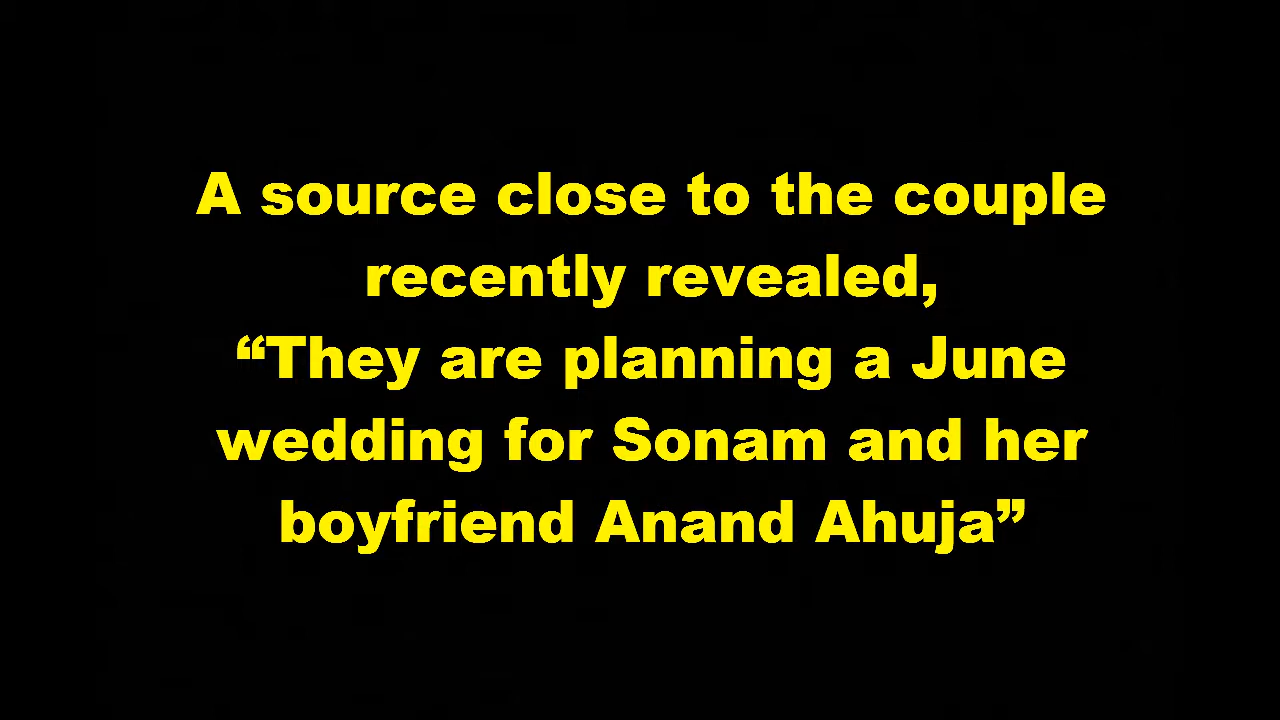 A source close to the couple
recently revealed,
“They are planning a June
wedding for Sonam and her
boyfriend Anand Ahuja”